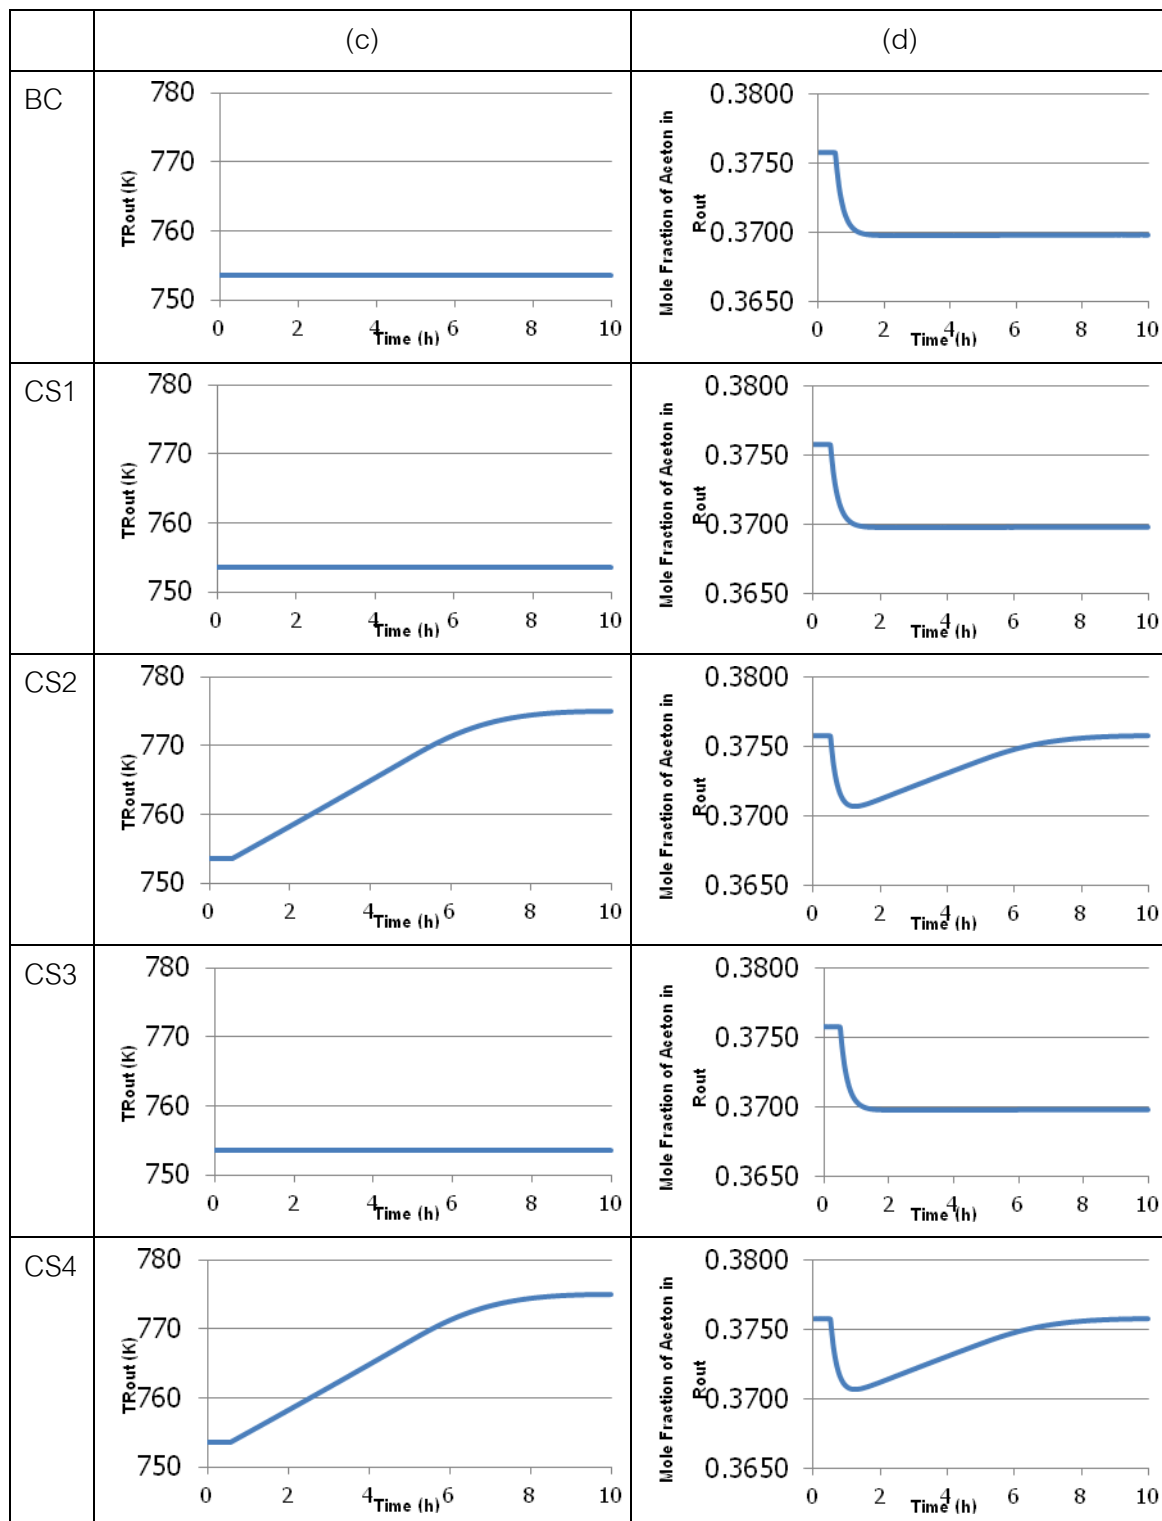 (c) (d)
BC
780
770
760
750
TRout (K)
0 2 4 6 8 10
Time (h)
0.3800
0.3750
0.3700
0.3650
Mole Fraction of Aceton in
Rout
0 2 4 6 8 10
Time (h)
CS1
780
770
760
750
TRout (K)
0 2 4 6 8 10
Time (h)
0.3800
0.3750
0.3700
0.3650
Mole Fraction of Aceton in
Rout
0 2 4 6 8 10
Time (h)
CS2
780
770
760
750
TRout (K)
0 2 4 6 8 10
Time (h)
0.3800
0.3750
0.3700
0.3650
Mole Fraction of Aceton in
Rout
0 2 4 6 8 10
Time (h)
CS3
780
770
760
750
TRout (K)
0 2 4 6 8 10
Time (h)
0.3800
0.3750
0.3700
0.3650
Mole Fraction of Aceton in
Rout
0 2 4 6 8 10
Time (h)
CS4
780
770
760
750
TRout (K)
0 2 4 6 8 10
Time (h)
0.3800
0.3750
0.3700
0.3650
Mole Fraction of Aceton in
Rout
0 2 4 6 8 10
Time (h)